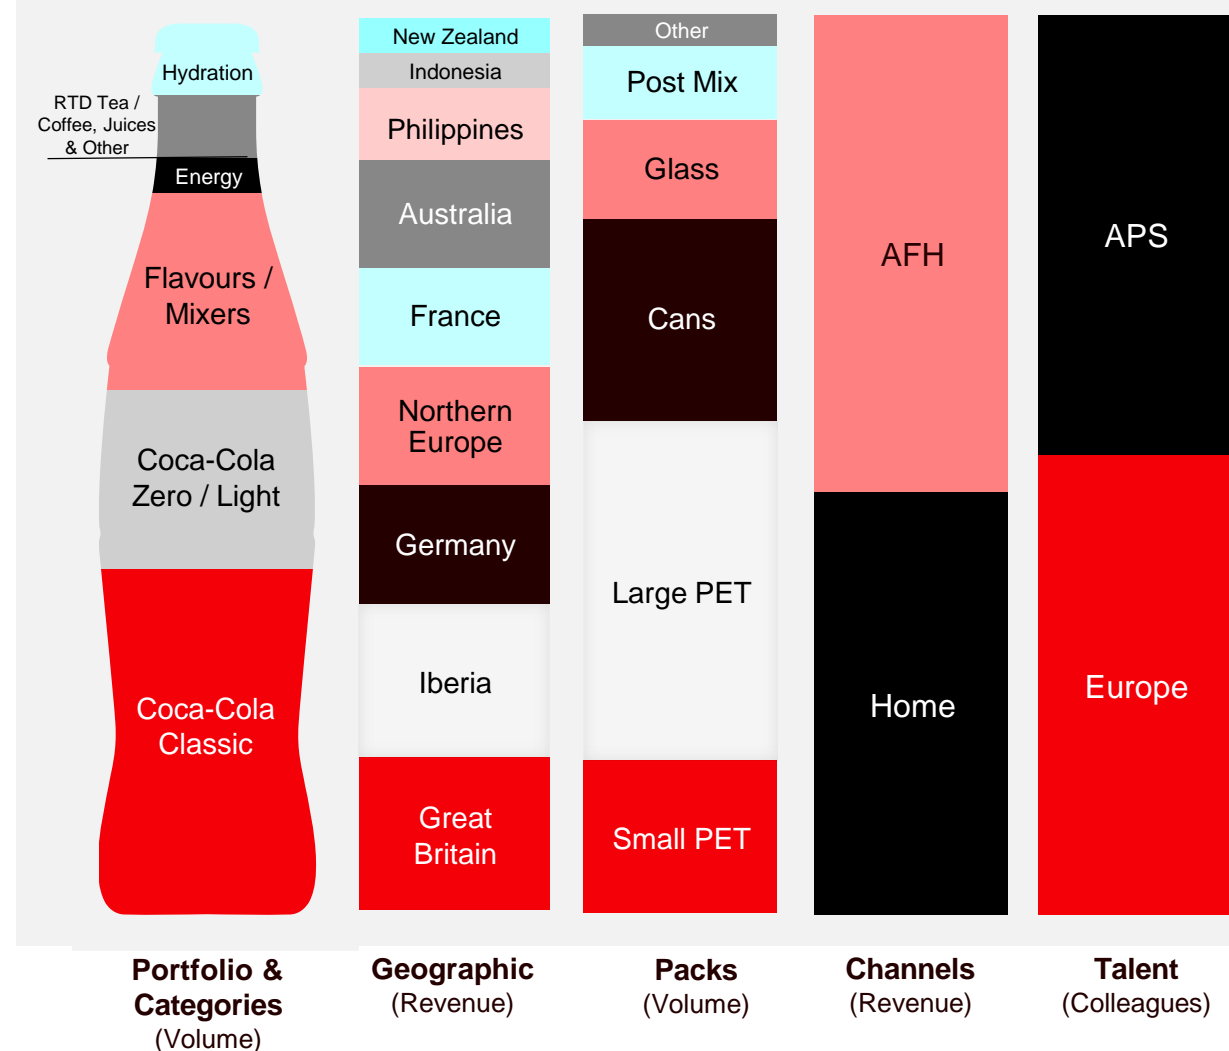 Hydration
RTD Tea /
Coffee, Juices
& Other
Energy
Flavours /
Mixers
Coca-Cola
Zero / Light
Coca-Cola
Classic
Portfolio &
Categories
(Volume)
New Zealand
Indonesia
Philippines
Australia
France
Northern
Europe
Germany
Iberia
Great
Britain
Geographic
(Revenue)
Other
Post Mix
Glass
Cans
Large PET
Small PET
Packs
(Volume)
AFH
Home
Channels
(Revenue)
APS
Europe
Talent
(Colleagues)